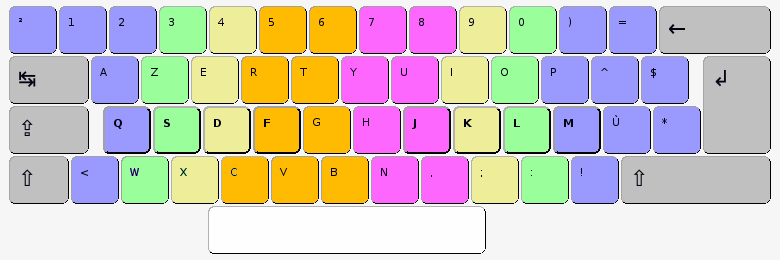 ² 1 2 3 4 5 6 7 8 9 0 ) = ←
↹ A Z E R T Y U I O P ^ $ ↲
⇪ Q S D F G H J K L M Ù *
⇧ < W X C V B N , ; : ! ⇧